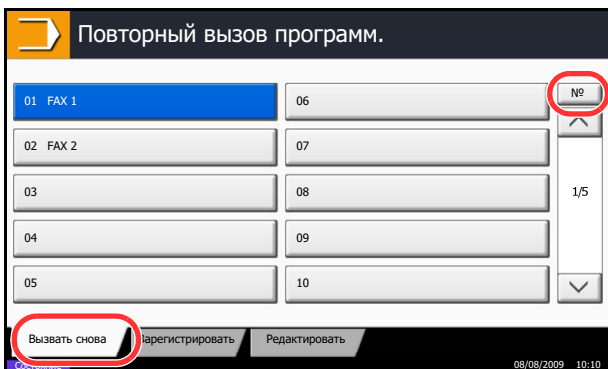 Повторный вызов программ.
01 FAX 1
06
№
02 FAX 2
07
03
08
1/5
04
09
05
10
Вызвать снова
Зарегистрировать
Редактировать
Состояние
08/08/2009 10:10